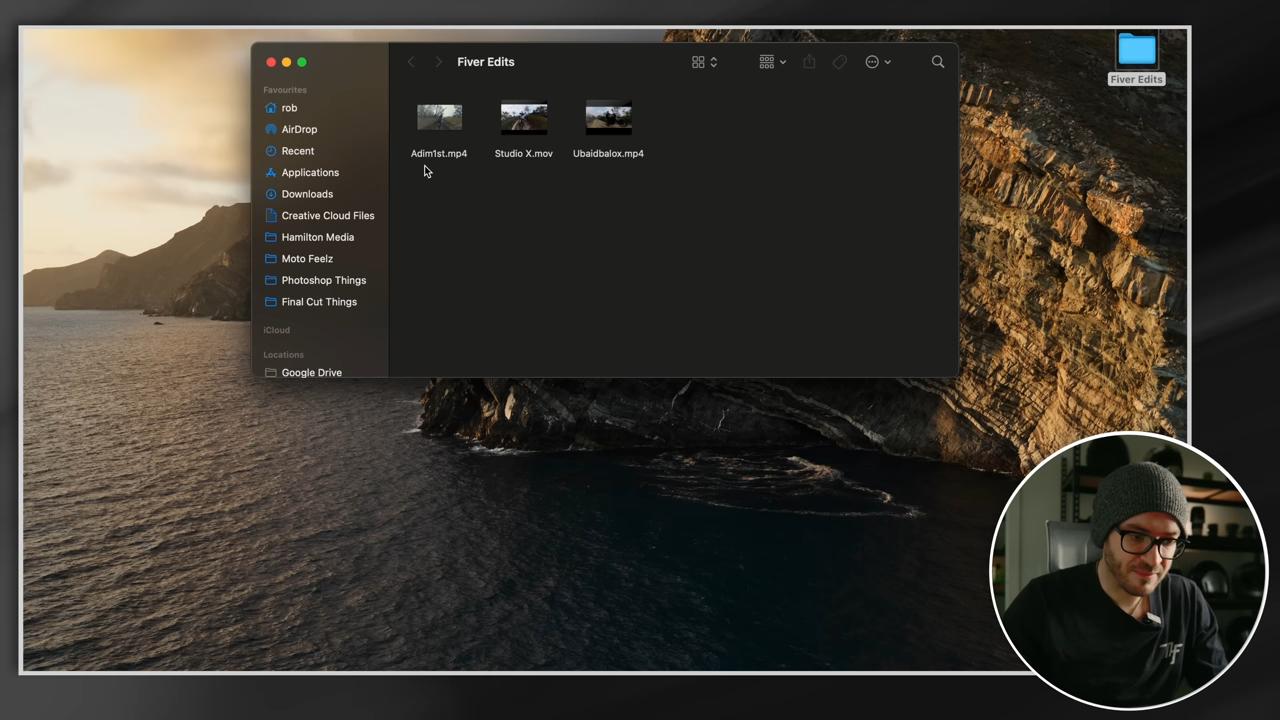 Fiver Edits
Fiver Edits
Favourites
rob
AirDrop
Recent
Applications
Downloads
Creative Cloud Files
Hamilton Media
Moto Feelz
Photoshop Things
Final Cut Things
iCloud
Locations
Google Drive
Adim1st.mp4
Studio X.mov
Ubaidbalox.mp4